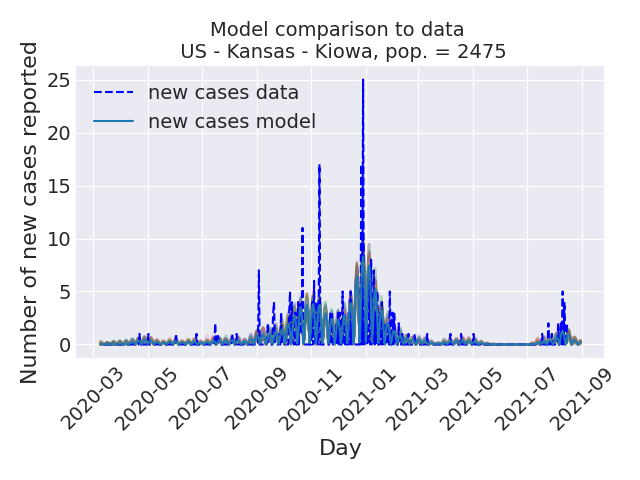 Model comparison to data
US - Kansas - Kiowa, pop. = 2475
Number of new cases reported
25
20
15
10
5
0
new cases data
new cases model
2020-03
2020-05
2020-07
2020-09
2020-11
2021-01
2021-03
2021-05
2021-07
2021-09
Day